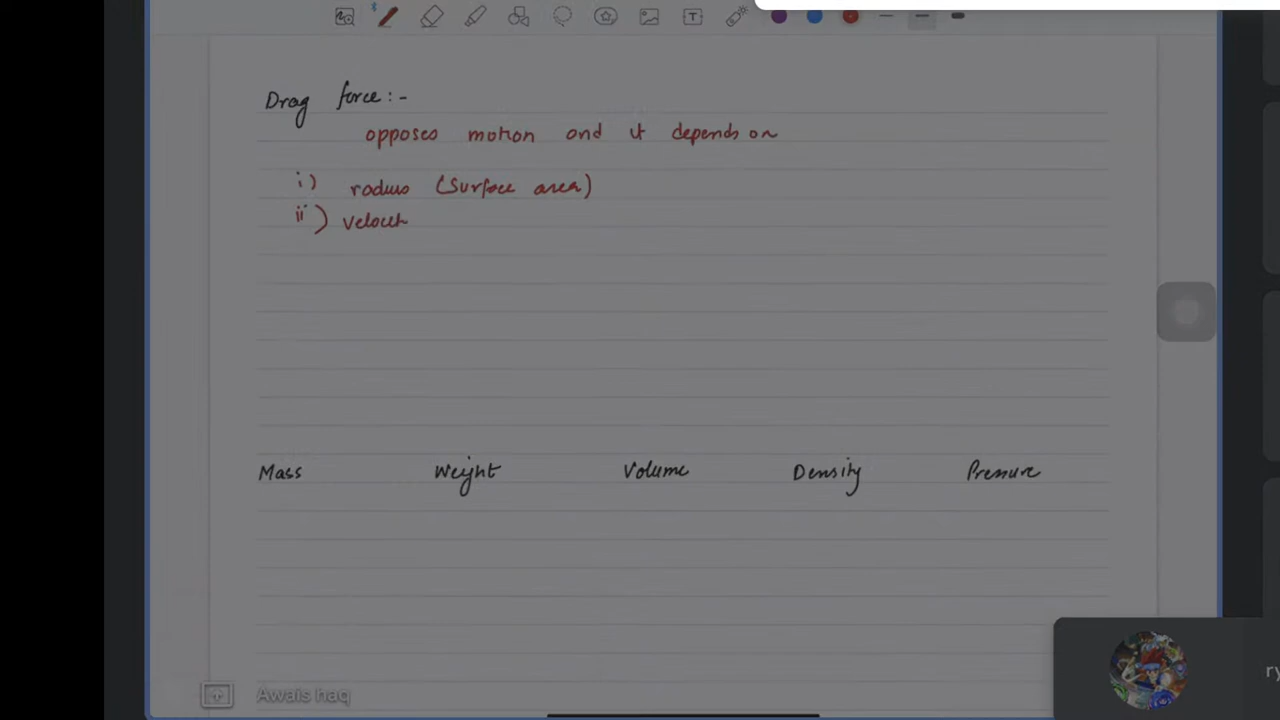 Drag force:-
opposes motion and it depends on
i) radius (Surface area)
ii) velocit
Mass Weight Volume Density Pressure
Awais haq
ry